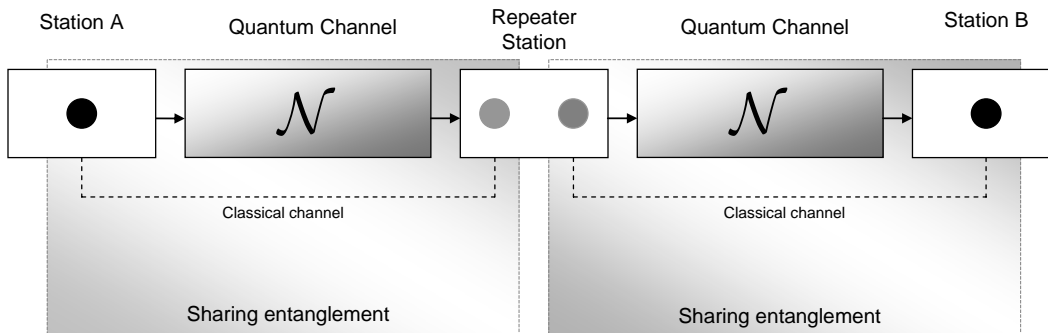 Station A
Quantum Channel
Repeater
Station
Quantum Channel
Station B
𝒩
𝒩
Classical channel
Classical channel
Sharing entanglement
Sharing entanglement